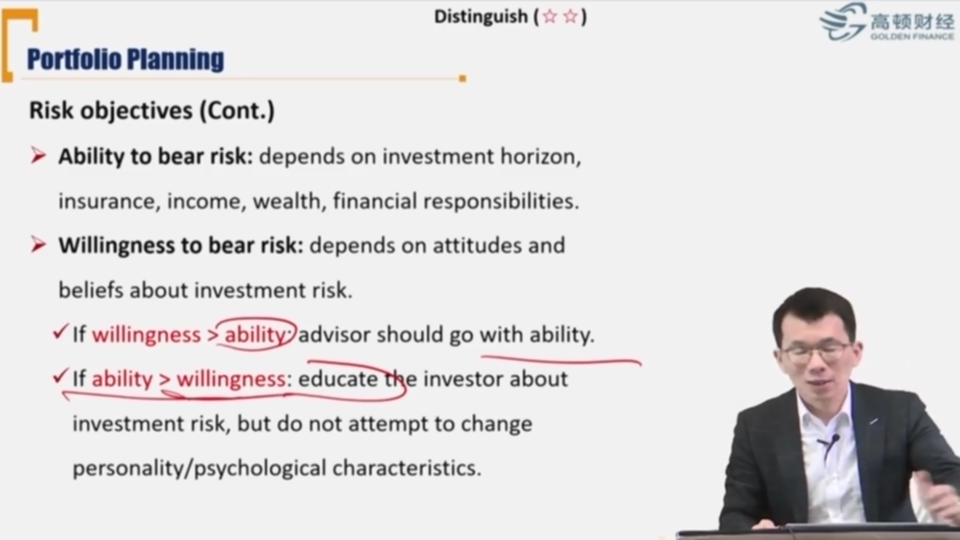 Distinguish (☆☆)
高顿财经
GOLDEN FINANCE
Portfolio Planning
Risk objectives (Cont.)
➤ Ability to bear risk: depends on investment horizon,
insurance, income, wealth, financial responsibilities.
➤ Willingness to bear risk: depends on attitudes and
beliefs about investment risk.
✓If willingness > ability: advisor should go with ability.
✓If ability > willingness: educate the investor about
investment risk, but do not attempt to change
personality/psychological characteristics.